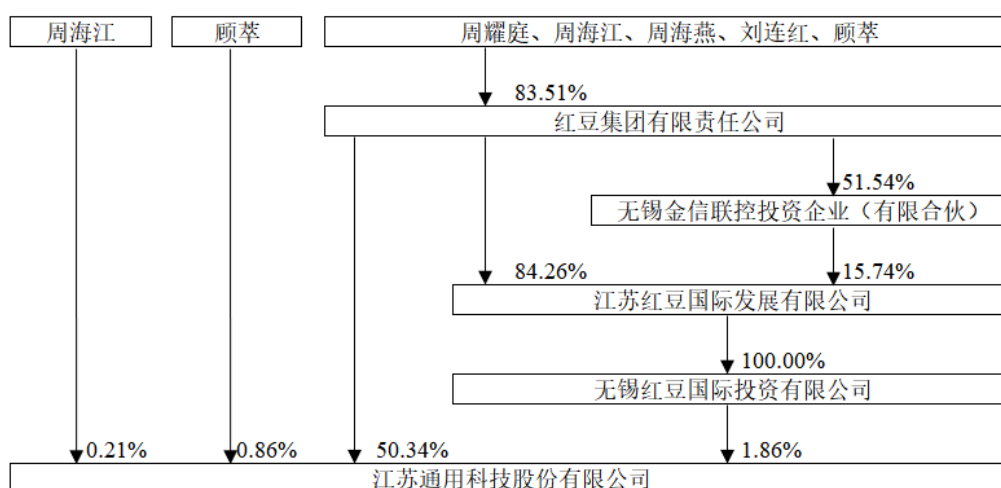 周海江
顾萃
周耀庭、周海江、周海燕、刘连红、顾萃
83.51%
红豆集团有限责任公司
51.54%
无锡金信联控投资企业（有限合伙）
84.26%
15.74%
江苏红豆国际发展有限公司
100.00%
无锡红豆国际投资有限公司
0.21%
0.86%
50.34%
1.86%
江苏通用科技股份有限公司